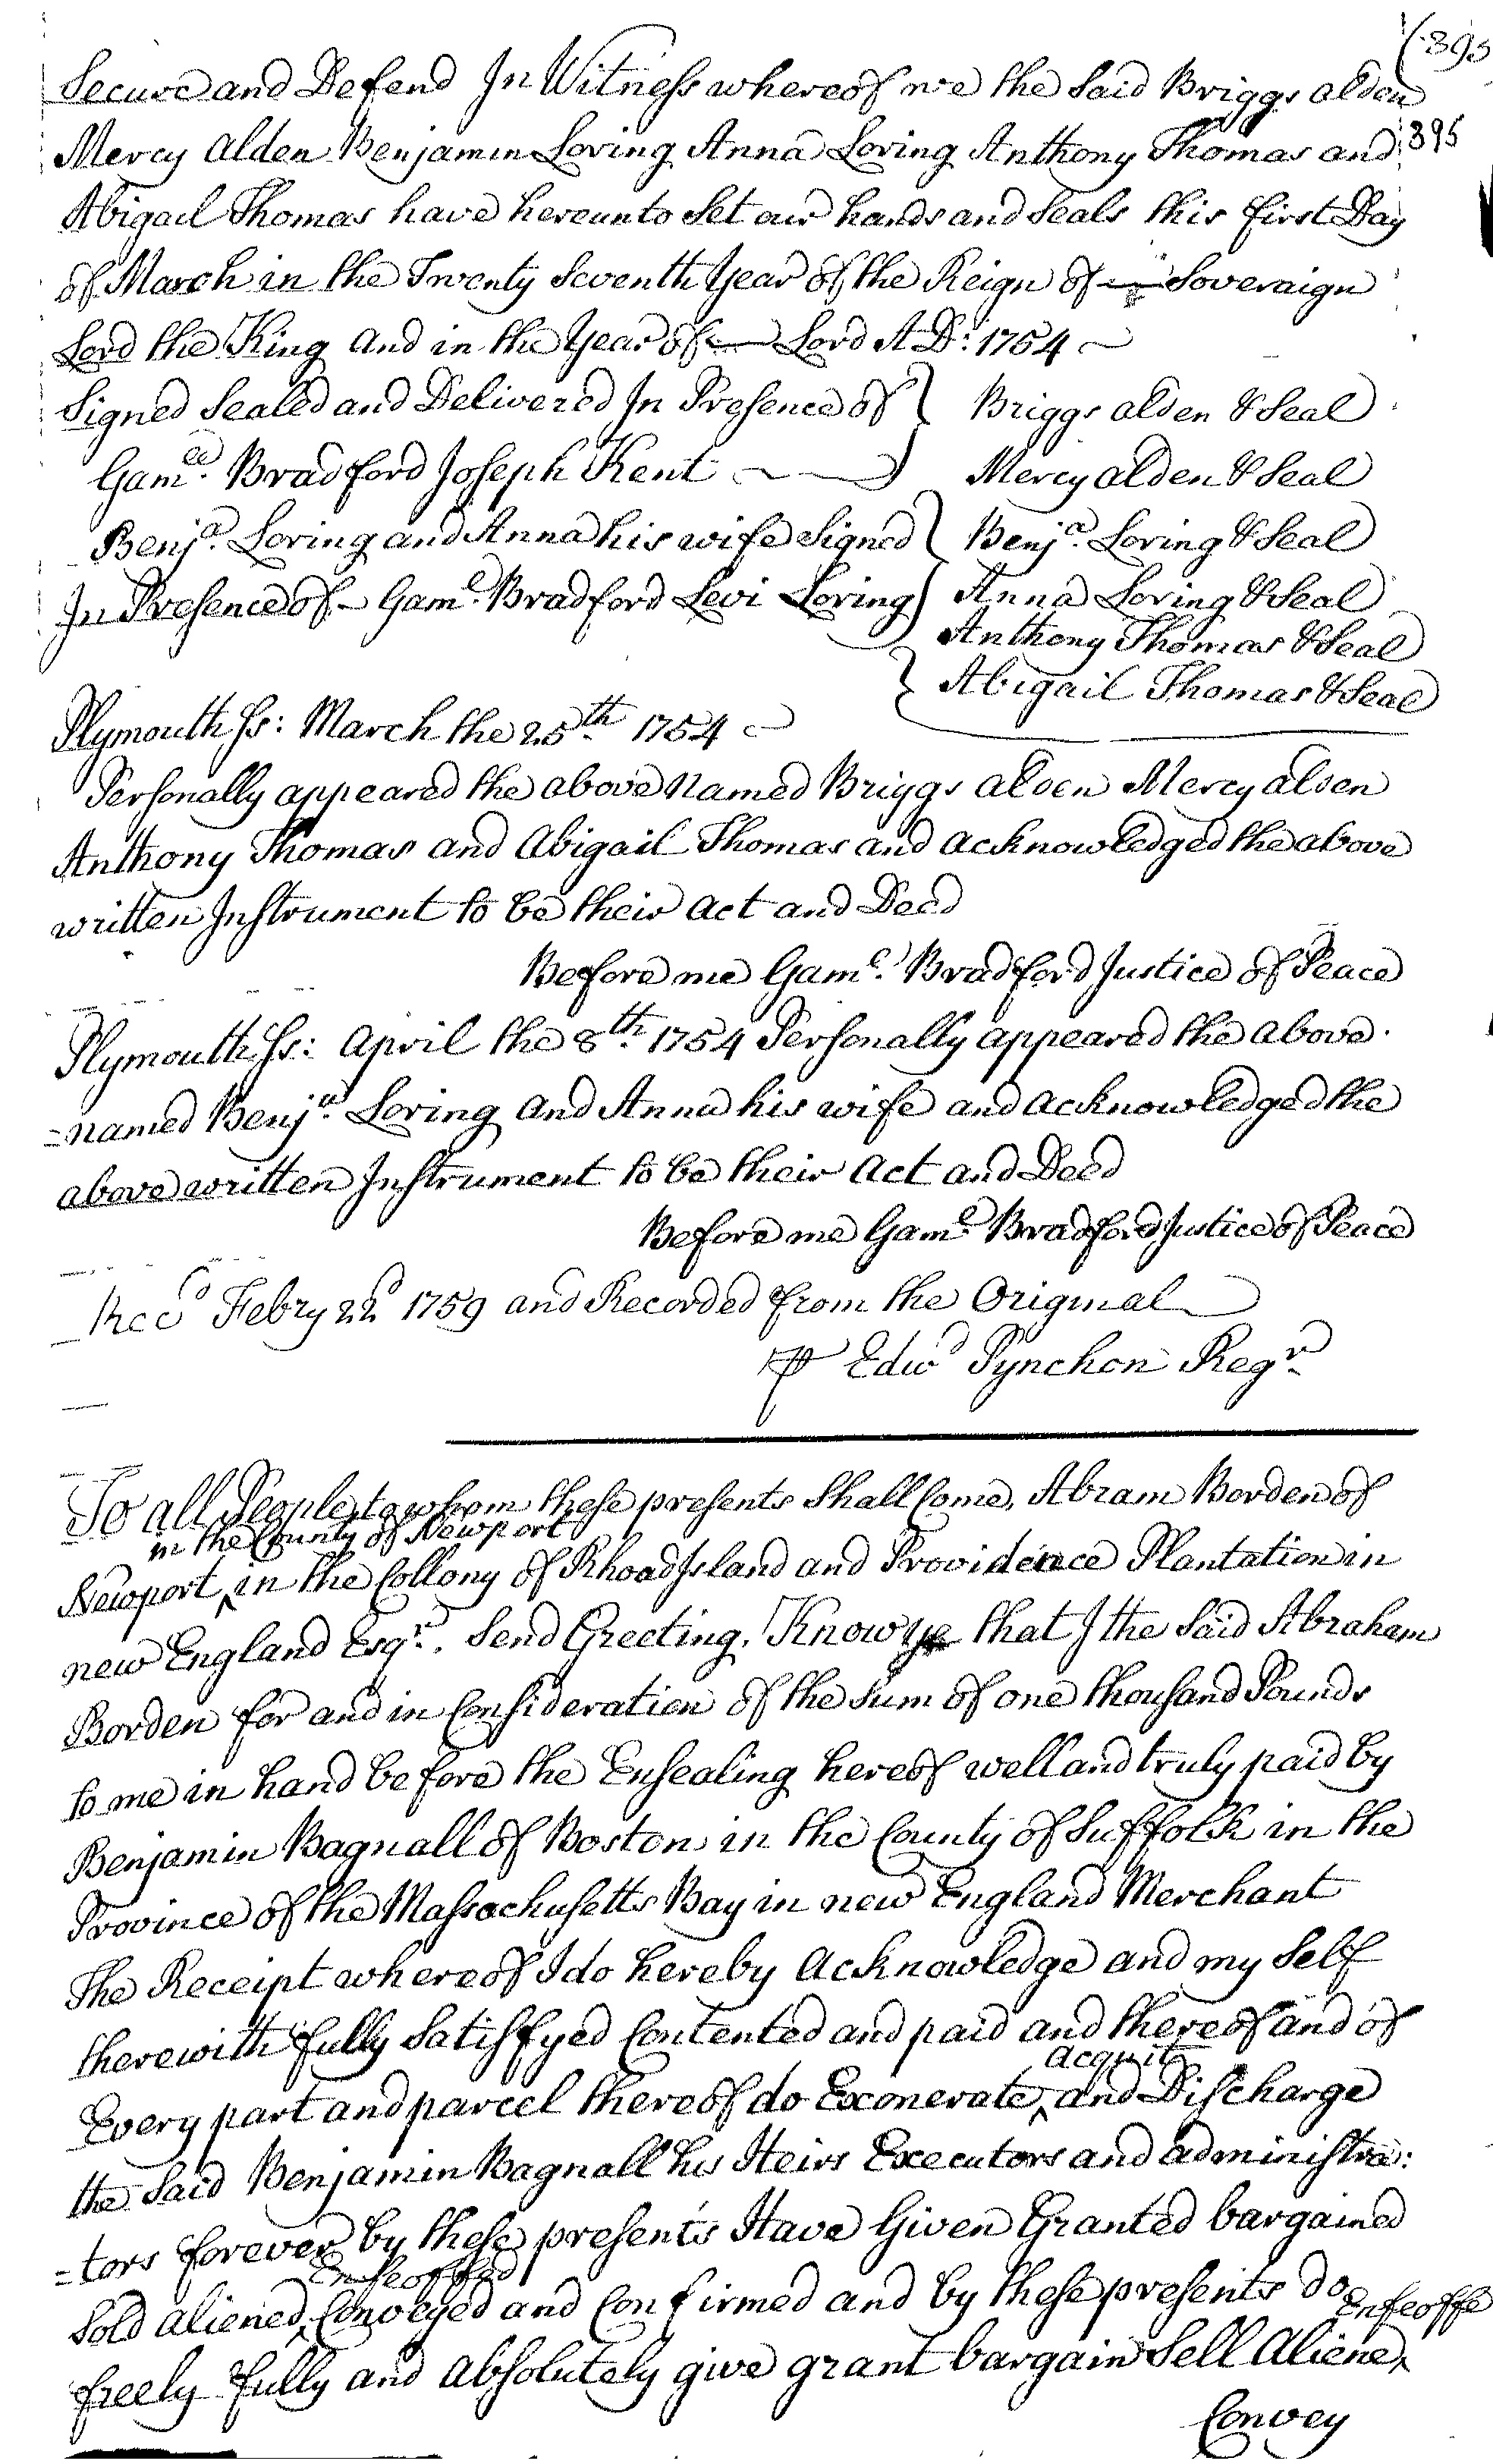 (393
Secure and Defend In Witness whereof we the Said Briggs alden
395
Mercy Alden Benjamin Loring Anna Loring Anthony Thomas and
Abigail Thomas have hereunto Set our hands and Seals this first Day
of March in the Twenty Seventh Year of the Reign of Soveraign
Lord the King and in the Year of Lord A D: 1754
Signed Sealed and Delivered In Presence of } Briggs alden & Seal
Gam.el Bradford Joseph Kent } Mercy alden & Seal
Benj.a Loring and Anna his wife Signed } Benj.a Loring & Seal
In Presence of Gam.el Bradford Levi Loring } Anna Loring & Seal
Anthony Thomas & Seal
Abigail Thomas & Seal
Plymouth Ss: March the 25th 1754
Personally appeared the above Named Briggs alden Mercy alden
Anthony Thomas and Abigail Thomas and acknowledged the above
written Instrument to be their act and Deed
Before me Gam.l Bradford Justice of Peace
Plymouth Ss: April the 8th 1754 Personally appeared the above
=named Benj.a Loring and Anna his wife and acknowledged the
above written Instrument to be their act and Deed
Before me Gam.l Bradford Justice of Peace
Recd Febry 22d 1759 and Recorded from the Original
P Edwd Pynchon Regr
To all People to whom these presents Shall Come, Abram Borden of
in the County of Newport
Newport ^ in the Collony of Rhoad Island and Providence Plantation in
new England Esqr. Send Greeting. Know ye that I the Said Abraham
Borden for and in Consideration of the Sum of one thousand Pounds
to me in hand before the Ensealing hereof well and truly paid by
Benjamin Bagnall of Boston in the County of Suffolk in the
Province of the Massachusetts Bay in new England Merchant
The Receipt whereof I do hereby acknowledge and my Self
therewith fully Satisfyed Contented and paid and thereof and of
acquit
Every part and parcel thereof do Exonerate ^ and Discharge
the Said Benjamin Bagnall his Heirs Executors and administra:
=tors forever by these presents Have Given Granted bargained
Enfeoffed
Sold aliened ^ Conveyed and Confirmed and by these presents do
Enfeoffe
freely fully and absolutely give grant bargain Sell Aliene ^
Convey